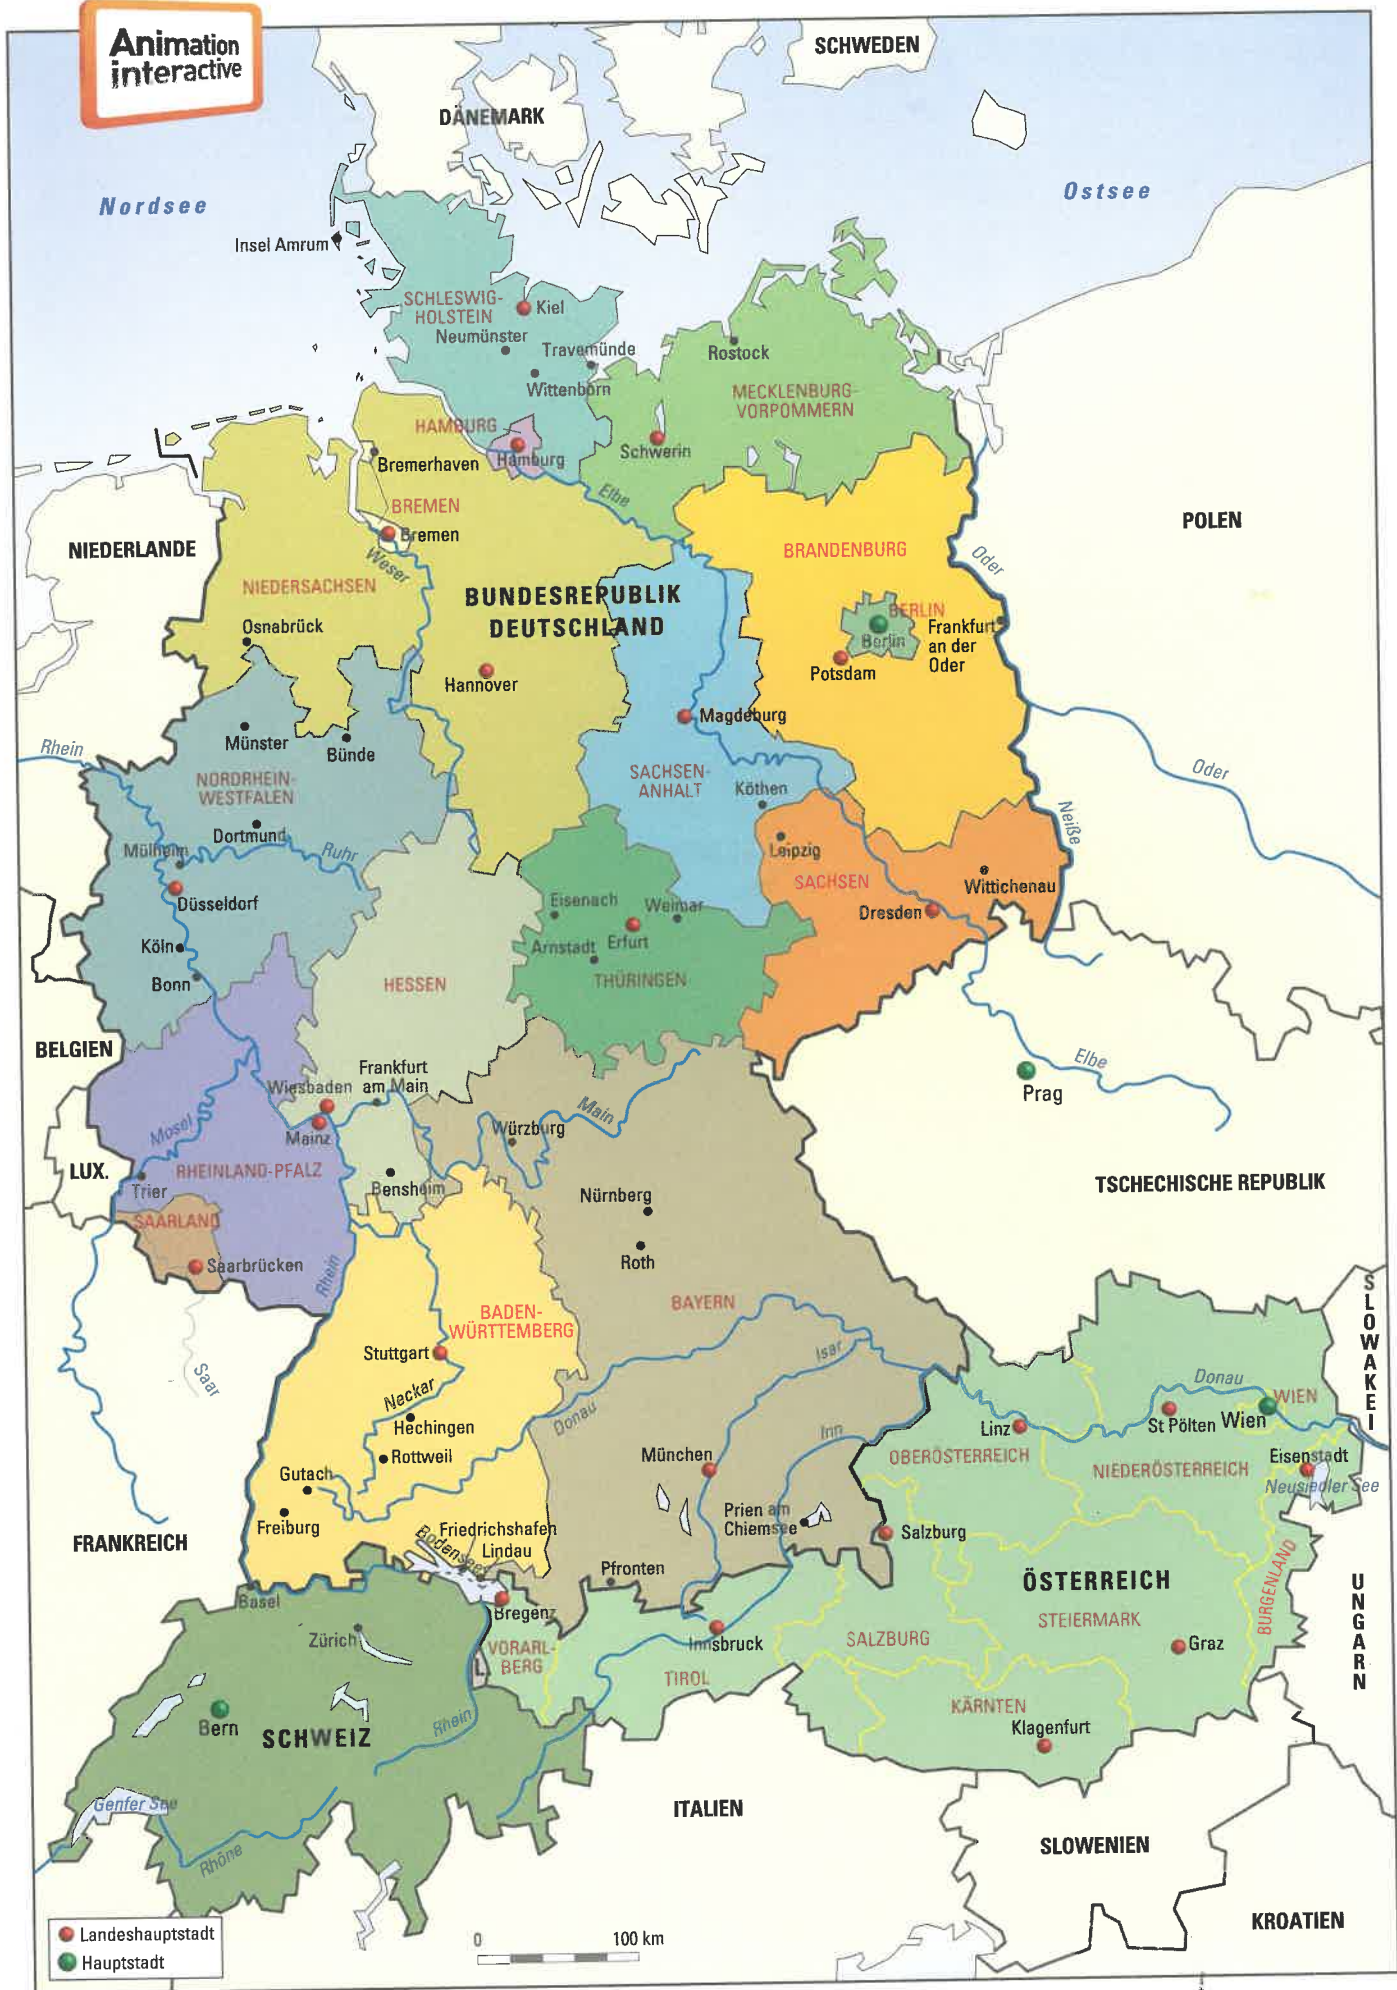 Animation
interactive
SCHWEDEN
DÄNEMARK
Nordsee
Ostsee
Insel Amrum
SCHLESWIG-
HOLSTEIN
Kiel
Neumünster
Travemünde
Wittenborn
Rostock
MECKLENBURG-
VORPOMMERN
HAMBURG
Hamburg
Schwerin
Bremerhaven
Elbe
BREMEN
Bremen
Weser
NIEDERLANDE
POLEN
BRANDENBURG
Oder
NIEDERSACHSEN
BUNDESREPUBLIK
DEUTSCHLAND
BERLIN
Berlin
Frankfurt
an der
Oder
Osnabrück
Potsdam
Hannover
Magdeburg
Münster
Bünde
Rhein
Oder
NORDRHEIN-
WESTFALEN
SACHSEN-
ANHALT
Köthen
Neiße
Dortmund
Mülheim
Ruhr
Leipzig
SACHSEN
Wittichenau
Düsseldorf
Eisenach
Weimar
Dresden
Köln
Arnstadt
Erfurt
Bonn
HESSEN
THÜRINGEN
BELGIEN
Elbe
Prag
Frankfurt
am Main
Wiesbaden
Main
Mosel
Mainz
Würzburg
LUX.
RHEINLAND-PFALZ
Trier
Bensheim
Nürnberg
TSCHECHISCHE REPUBLIK
SAARLAND
Saarbrücken
Roth
Rhein
BADEN-
WÜRTTEMBERG
BAYERN
SLOWAKEI
Stuttgart
Isar
Saar
Neckar
Donau
Donau
WIEN
Hechingen
Linz
St Pölten
Wien
Inn
Rottweil
München
OBERÖSTERREICH
NIEDERÖSTERREICH
Eisenstadt
Neusiedler See
Gutach
Freiburg
Prien am
Chiemsee
Salzburg
FRANKREICH
Friedrichshafen
Bodensee
Lindau
Pfronten
ÖSTERREICH
BURGENLAND
UNGARN
Basel
Bregenz
STEIERMARK
Zürich
Innsbruck
SALZBURG
Graz
VORARL-
BERG
L.
TIROL
Bern
SCHWEIZ
Rhein
KÄRNTEN
Klagenfurt
Genfer See
ITALIEN
Rhône
SLOWENIEN
KROATIEN
Landeshauptstadt
Hauptstadt
0 100 km